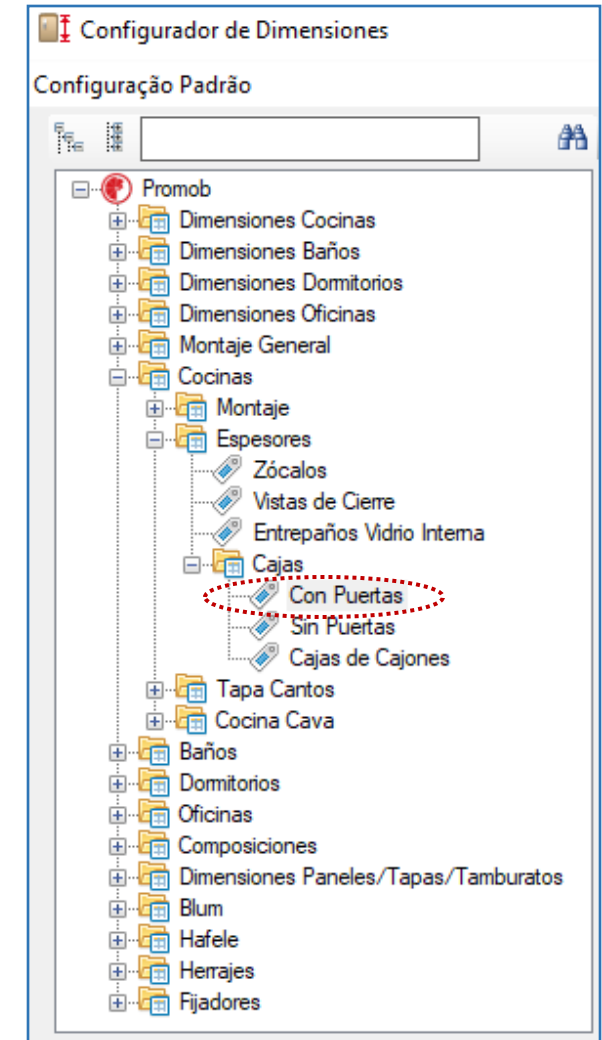 Configurador de Dimensiones
Configuração Padrão
Promob
Dimensiones Cocinas
Dimensiones Baños
Dimensiones Dormitorios
Dimensiones Oficinas
Montaje General
Cocinas
Montaje
Espesores
Zócalos
Vistas de Cierre
Entrepaños Vidrio Interna
Cajas
Con Puertas
Sin Puertas
Cajas de Cajones
Tapa Cantos
Cocina Cava
Baños
Dormitorios
Oficinas
Composiciones
Dimensiones Paneles/Tapas/Tamburatos
Blum
Hafele
Herrajes
Fijadores